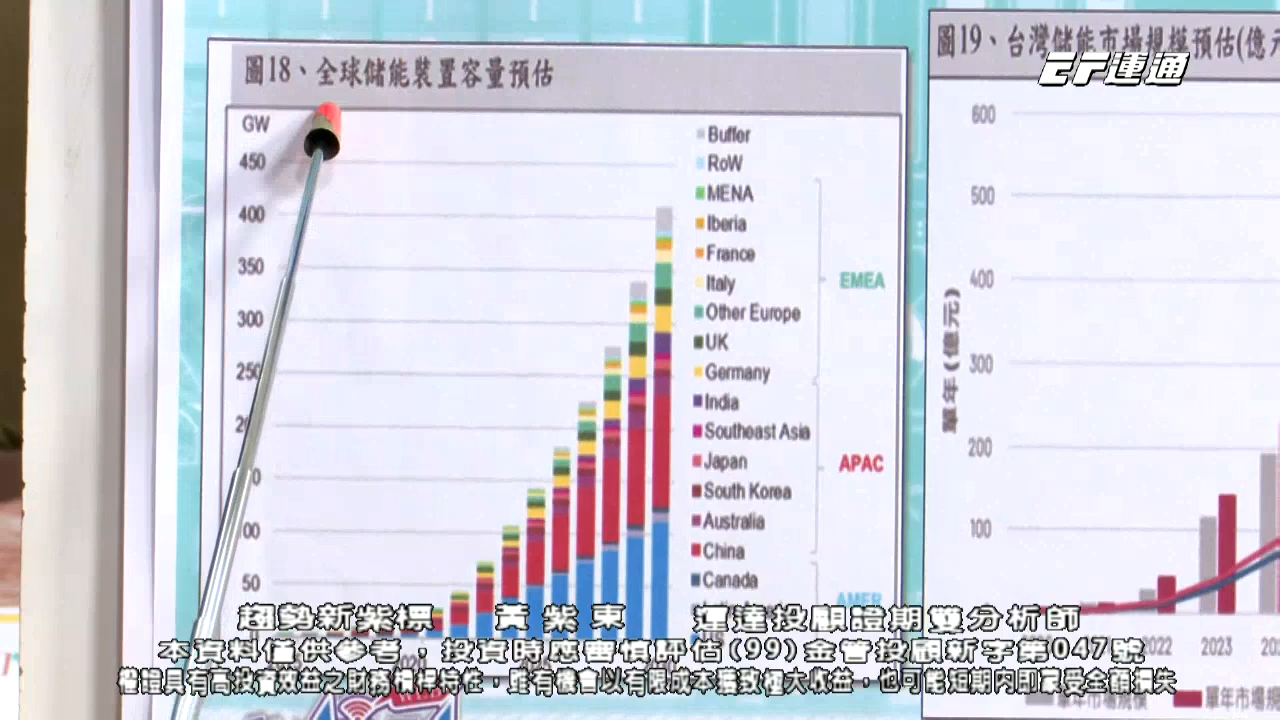 圖18、全球儲能裝置容量預估
GW
450
400
350
300
250
50
Buffer
RoW
MENA
Iberia
France
Italy
Other Europe
UK
Germany
India
Southeast Asia
Japan
South Korea
Australia
China
Canada
EMEA
APAC
AMER
圖19、台灣儲能市場規模預估(億元
EF運通
單年(億元)
600
500
400
300
200
100
2022
2023
趨勢新紫標 黃紫東 運達投顧證期雙分析師
本資料僅供參考，投資時應審慎評估(99)金管投顧新字第047號
權證具有高投資效益之財務槓桿特性，雖有機會以有限成本獲致極大收益，也可能短期內即蒙受全額損失
單年市場規模